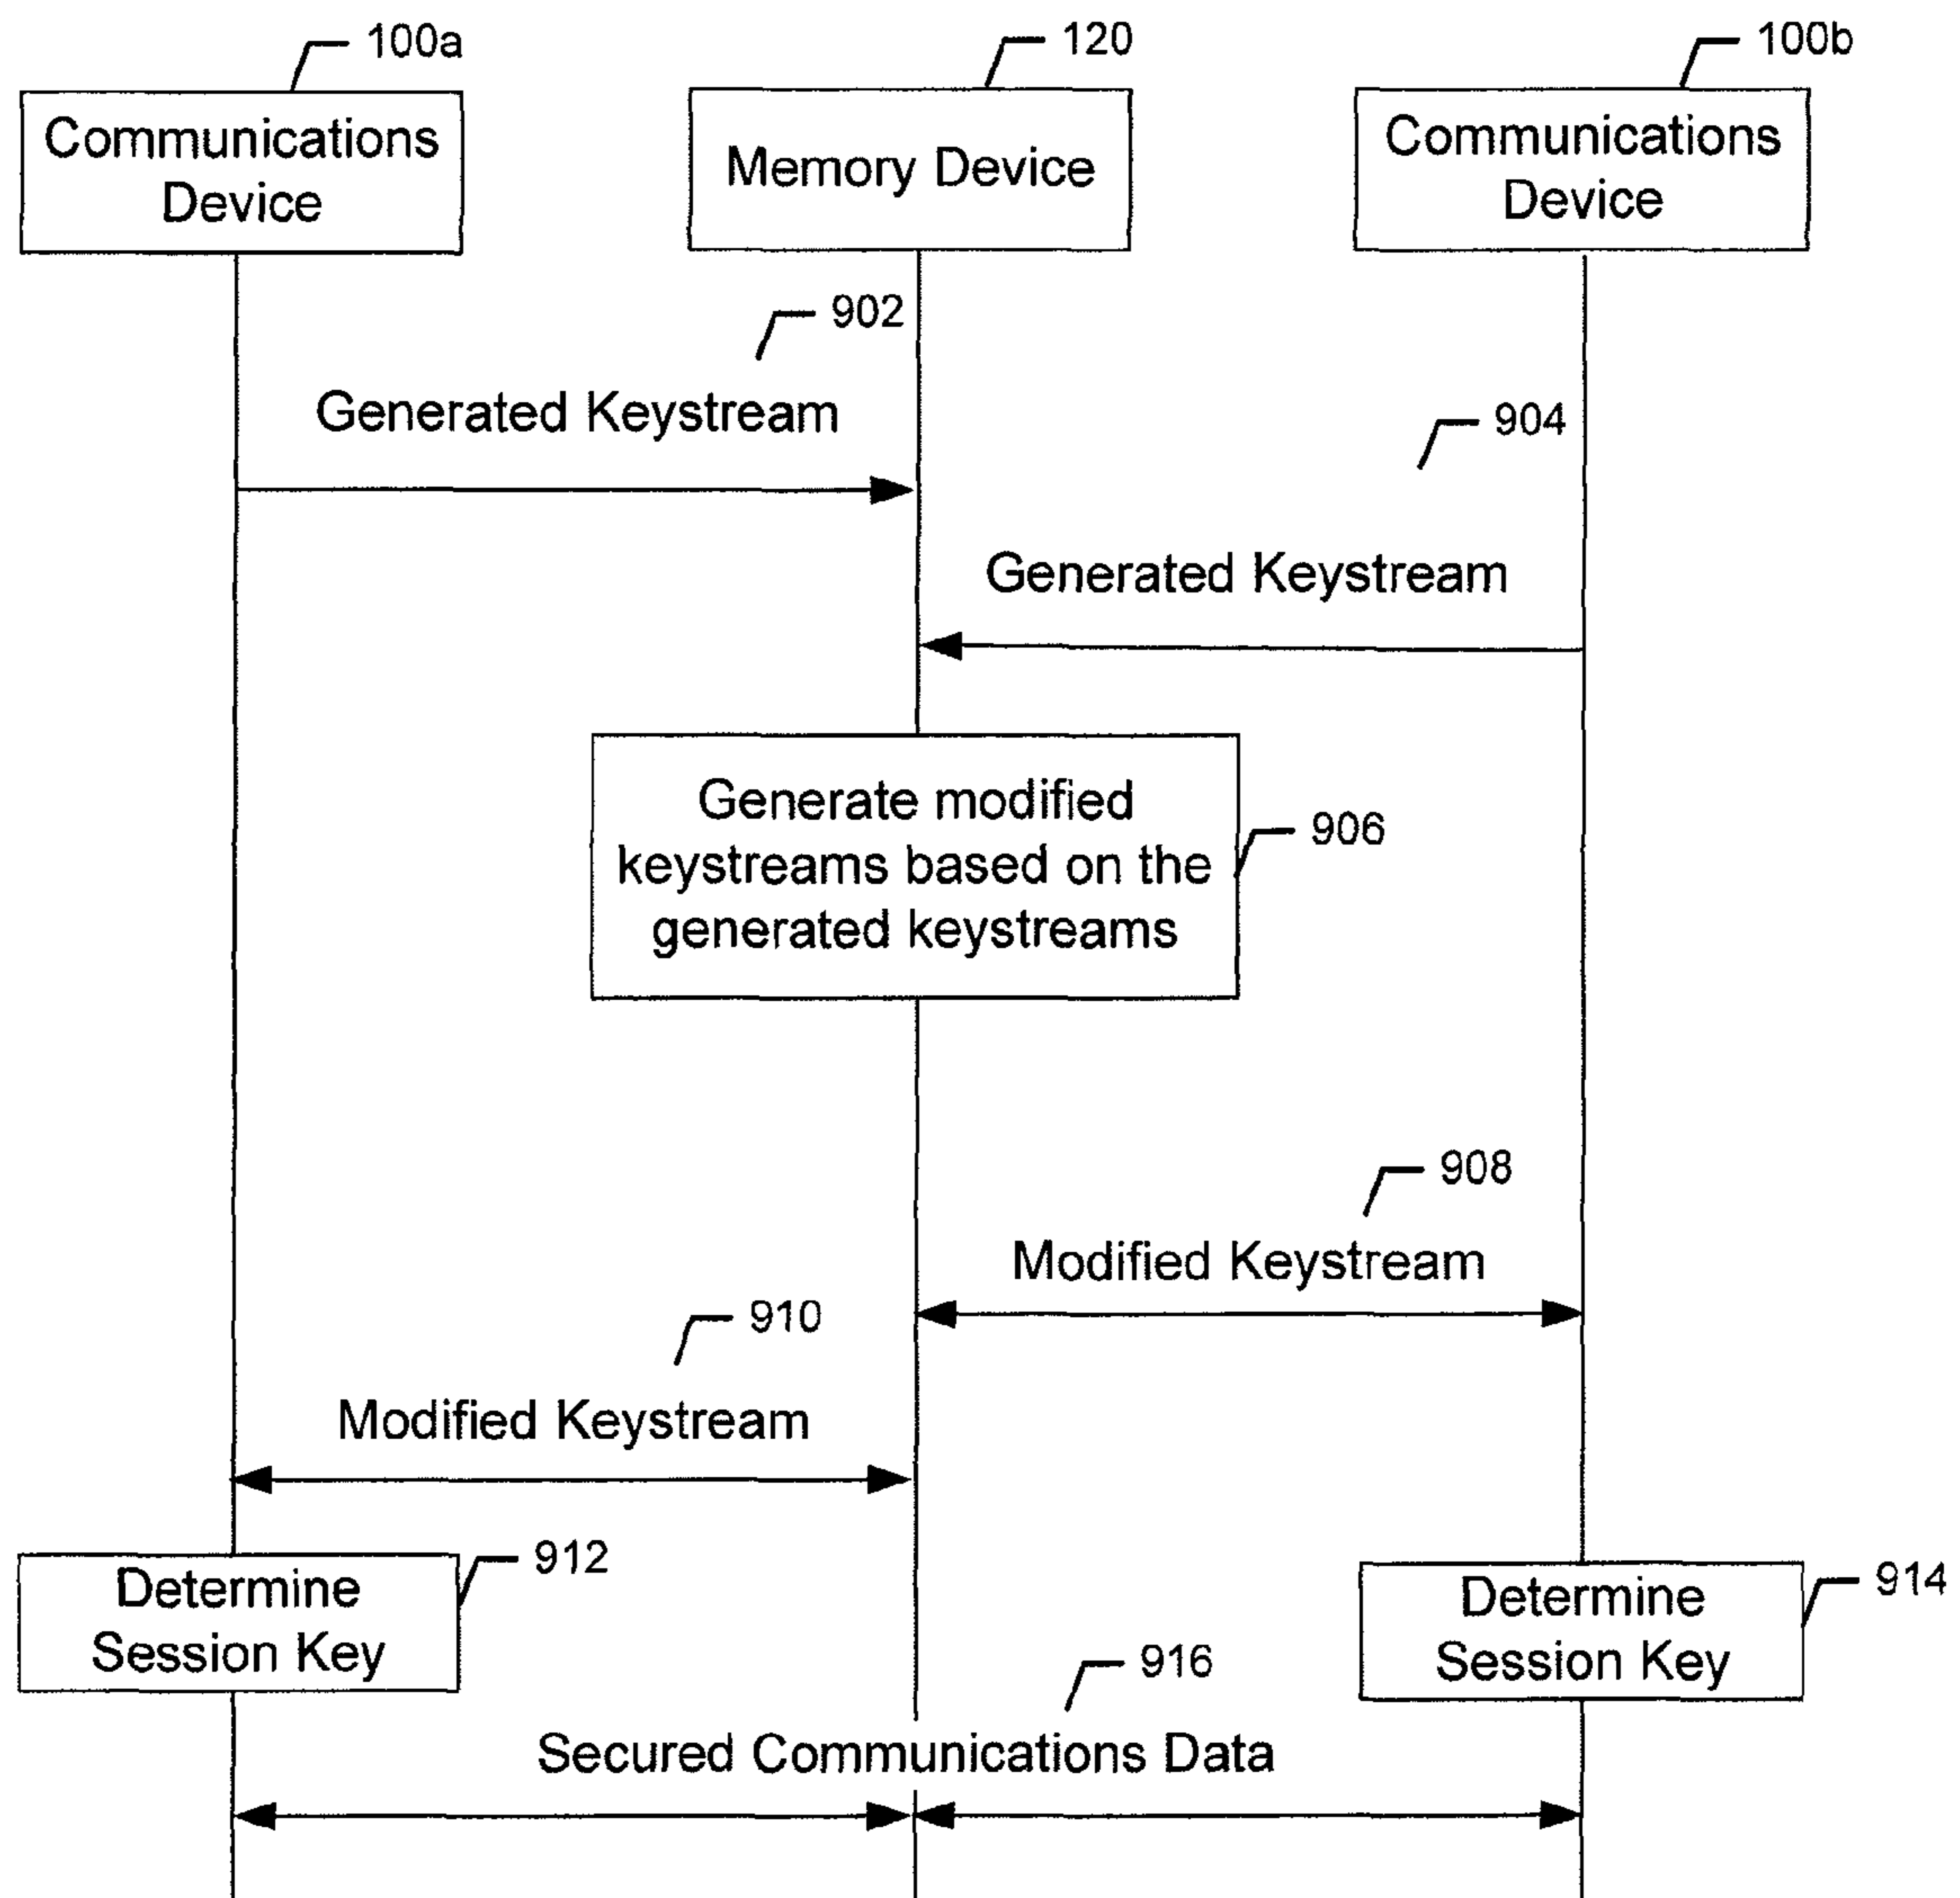 100a
120
100b
Communications
Device
Memory Device
Communications
Device
902
Generated Keystream
904
Generated Keystream
Generate modified
keystreams based on the
generated keystreams
906
908
Modified Keystream
910
Modified Keystream
Determine
Session Key
912
Determine
Session Key
914
916
Secured Communications Data